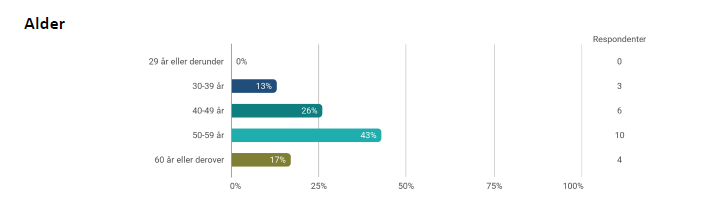 Alder
Respondenter
29 år eller derunder 0% 0
30-39 år 13% 3
40-49 år 26% 6
50-59 år 43% 10
60 år eller derover 17% 4
0% 25% 50% 75% 100%